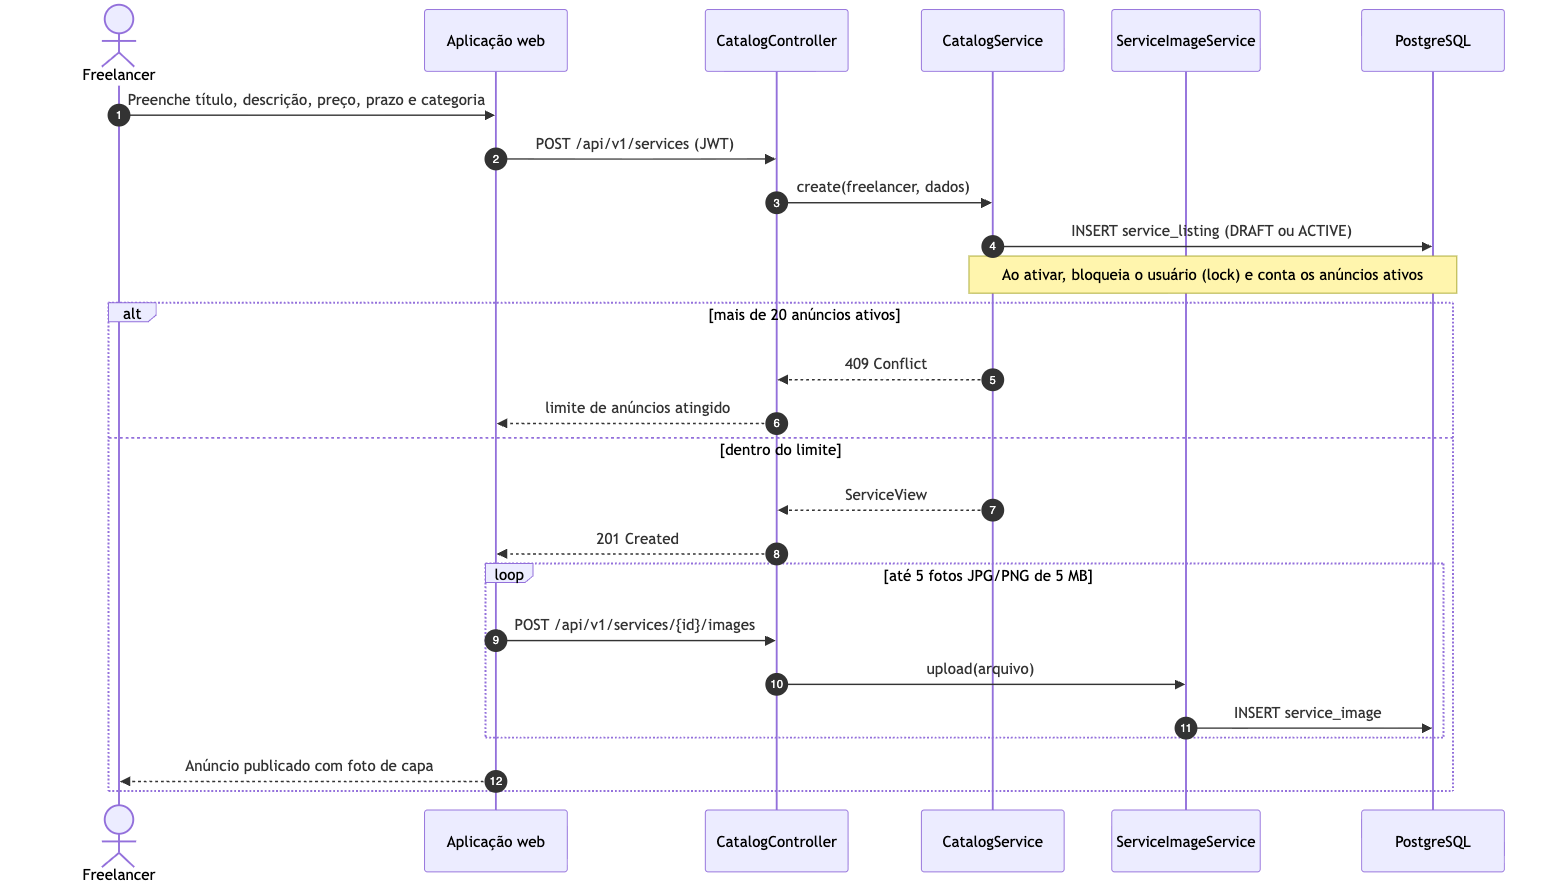 Freelancer
Aplicação web
CatalogController
CatalogService
ServiceImageService
PostgreSQL
1
Preenche título, descrição, preço, prazo e categoria
2
POST /api/v1/services (JWT)
3
create(freelancer, dados)
4
INSERT service_listing (DRAFT ou ACTIVE)
Ao ativar, bloqueia o usuário (lock) e conta os anúncios ativos
alt
[mais de 20 anúncios ativos]
409 Conflict
5
limite de anúncios atingido
6
[dentro do limite]
ServiceView
7
201 Created
8
loop
[até 5 fotos JPG/PNG de 5 MB]
9
POST /api/v1/services/{id}/images
10
upload(arquivo)
11
INSERT service_image
Anúncio publicado com foto de capa
12
Freelancer
Aplicação web
CatalogController
CatalogService
ServiceImageService
PostgreSQL